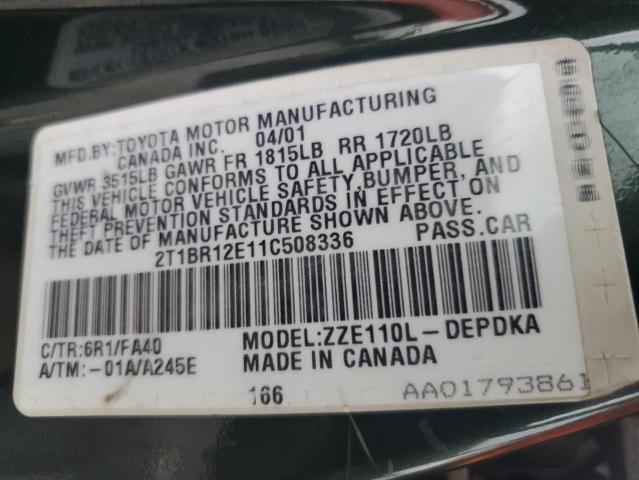 MFD.BY:TOYOTA MOTOR MANUFACTURING
CANADA INC. 04/01
GVWR 3515LB GAWR FR 1815LB RR 1720LB
THIS VEHICLE CONFORMS TO ALL APPLICABLE
FEDERAL MOTOR VEHICLE SAFETY,BUMPER, AND
THEFT PREVENTION STANDARDS IN EFFECT ON
THE DATE OF MANUFACTURE SHOWN ABOVE.
2T1BR12E11C508336 PASS.CAR
C/TR:6R1/FA40 MODEL:ZZE110L-DEPDKA
A/TM:-01A/A245E MADE IN CANADA
166 AA01793861